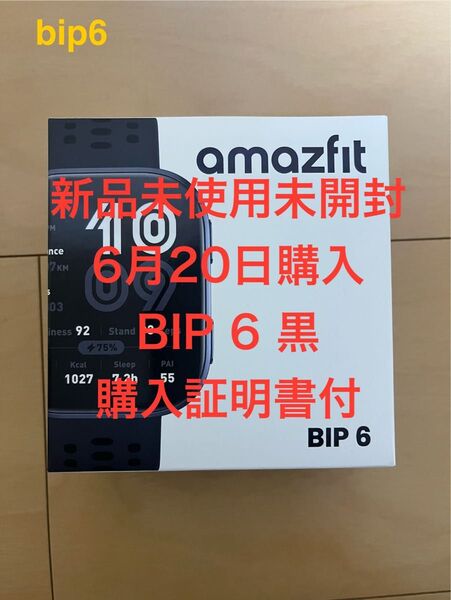 bip6
amazfit
新品未使用未開封
6月20日購入
BIP 6 黒
購入証明書付
BIP 6
10
09
KM
03
92
Stand
75%
Kcal
Sleep
PAI
1027
7.2h
55